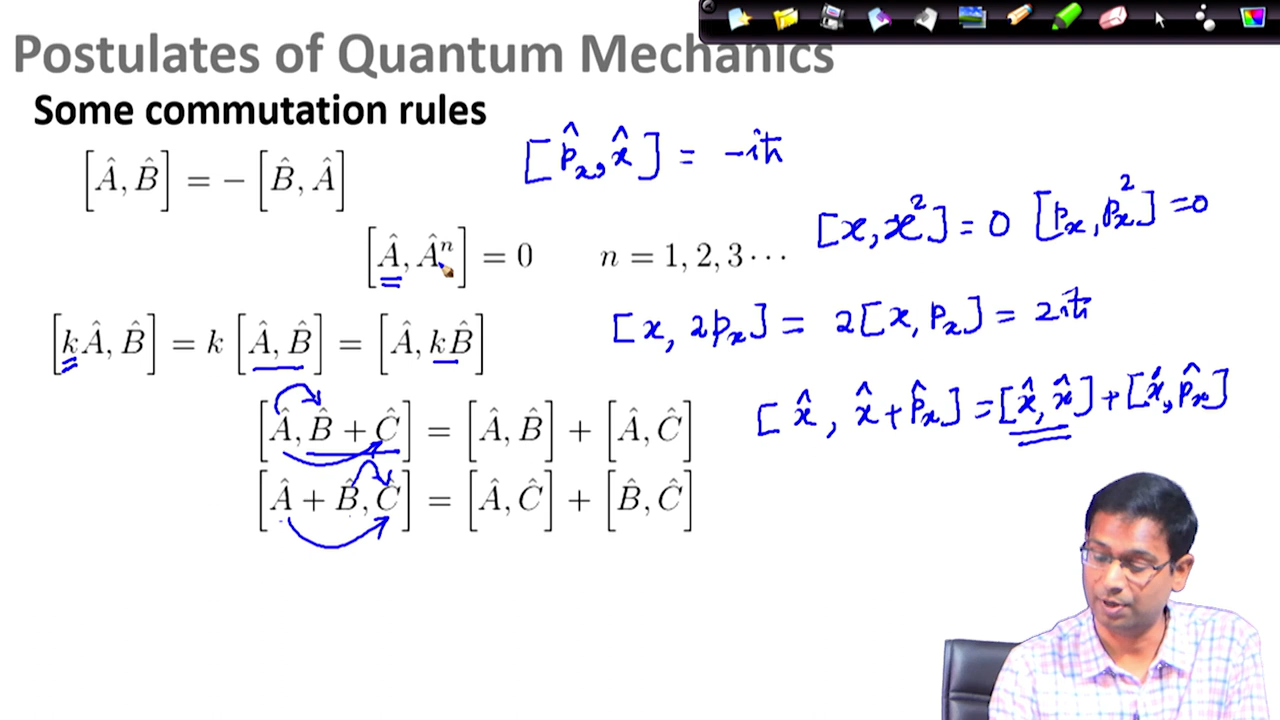 Postulates of Quantum Mechanics
Some commutation rules
[Â, B̂] = − [B̂, Â]
[p̂ₓ, x̂] = −iħ
[Â, Âⁿ] = 0 n = 1, 2, 3 ⋯
[x, x²] = 0 [pₓ, pₓ²] = 0
[kÂ, B̂] = k [Â, B̂] = [Â, kB̂]
[x, 2pₓ] = 2[x, pₓ] = 2iħ
[Â, B̂ + Ĉ] = [Â, B̂] + [Â, Ĉ]
[x̂, x̂ + p̂ₓ] = [x̂, x̂] + [x̂, p̂ₓ]
[Â + B̂, Ĉ] = [Â, Ĉ] + [B̂, Ĉ]